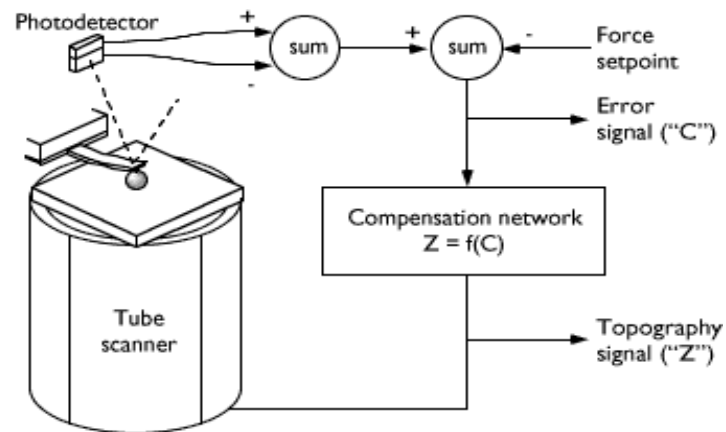 Photodetector
+
-
sum
+
sum
-
Force
setpoint
Error
signal ("C")
Compensation network
Z = f(C)
Tube
scanner
Topography
signal ("Z")